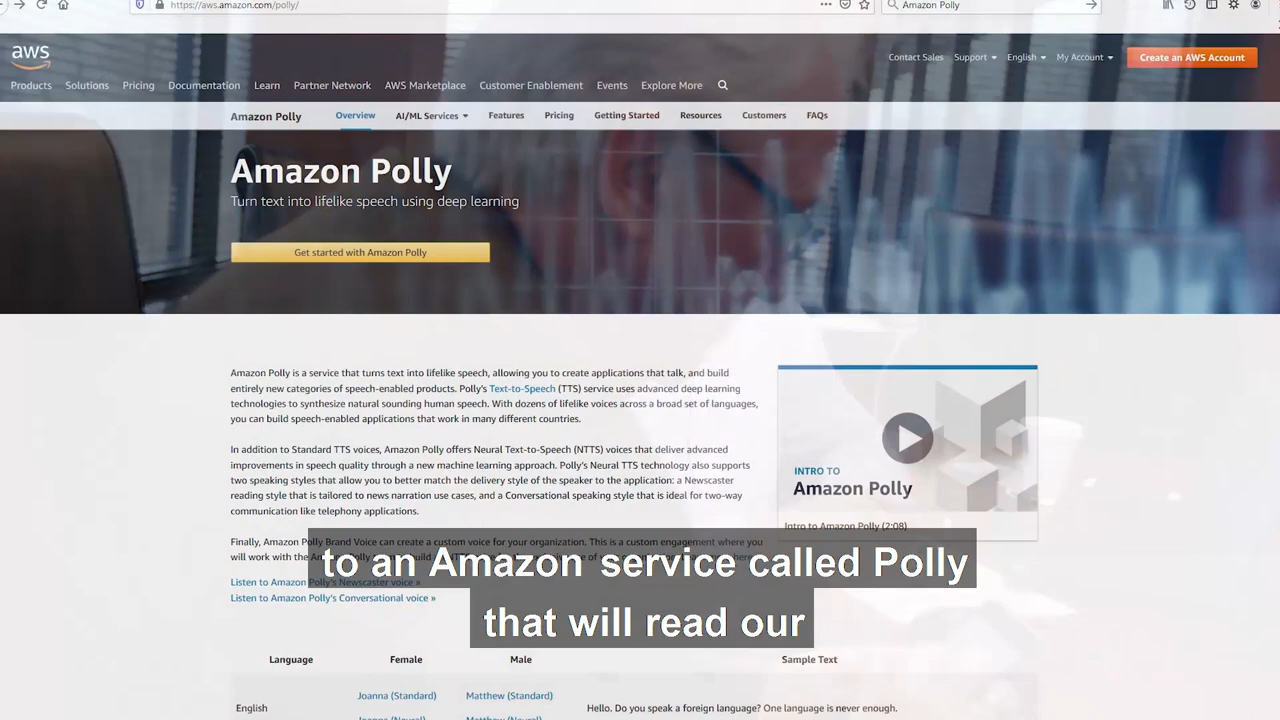 https://aws.amazon.com/polly/
Amazon Polly
aws
Contact Sales Support English My Account Create an AWS Account
Products Solutions Pricing Documentation Learn Partner Network AWS Marketplace Customer Enablement Events Explore More
Amazon Polly Overview AI/ML Services Features Pricing Getting Started Resources Customers FAQs
Amazon Polly
Turn text into lifelike speech using deep learning
Get started with Amazon Polly
Amazon Polly is a service that turns text into lifelike speech, allowing you to create applications that talk, and build
entirely new categories of speech-enabled products. Polly's Text-to-Speech (TTS) service uses advanced deep learning
technologies to synthesize natural sounding human speech. With dozens of lifelike voices across a broad set of languages,
you can build speech-enabled applications that work in many different countries.
In addition to Standard TTS voices, Amazon Polly offers Neural Text-to-Speech (NTTS) voices that deliver advanced
improvements in speech quality through a new machine learning approach. Polly's Neural TTS technology also supports
two speaking styles that allow you to better match the delivery style of the speaker to the application: a Newscaster
reading style that is tailored to news narration use cases, and a Conversational speaking style that is ideal for two-way
communication like telephony applications.
INTRO TO
Amazon Polly
Intro to Amazon Polly (2:08)
Finally, Amazon Polly Brand Voice can create a custom voice for your organization. This is a custom engagement where you
will work with the
Listen to Amazon Polly's Newscaster voice »
Listen to Amazon Polly's Conversational voice »
to an Amazon service called Polly
that will read our
Language Female Male Sample Text
Joanna (Standard) Matthew (Standard)
English Hello. Do you speak a foreign language? One language is never enough.
Joanna (Neural) Matthew (Neural)